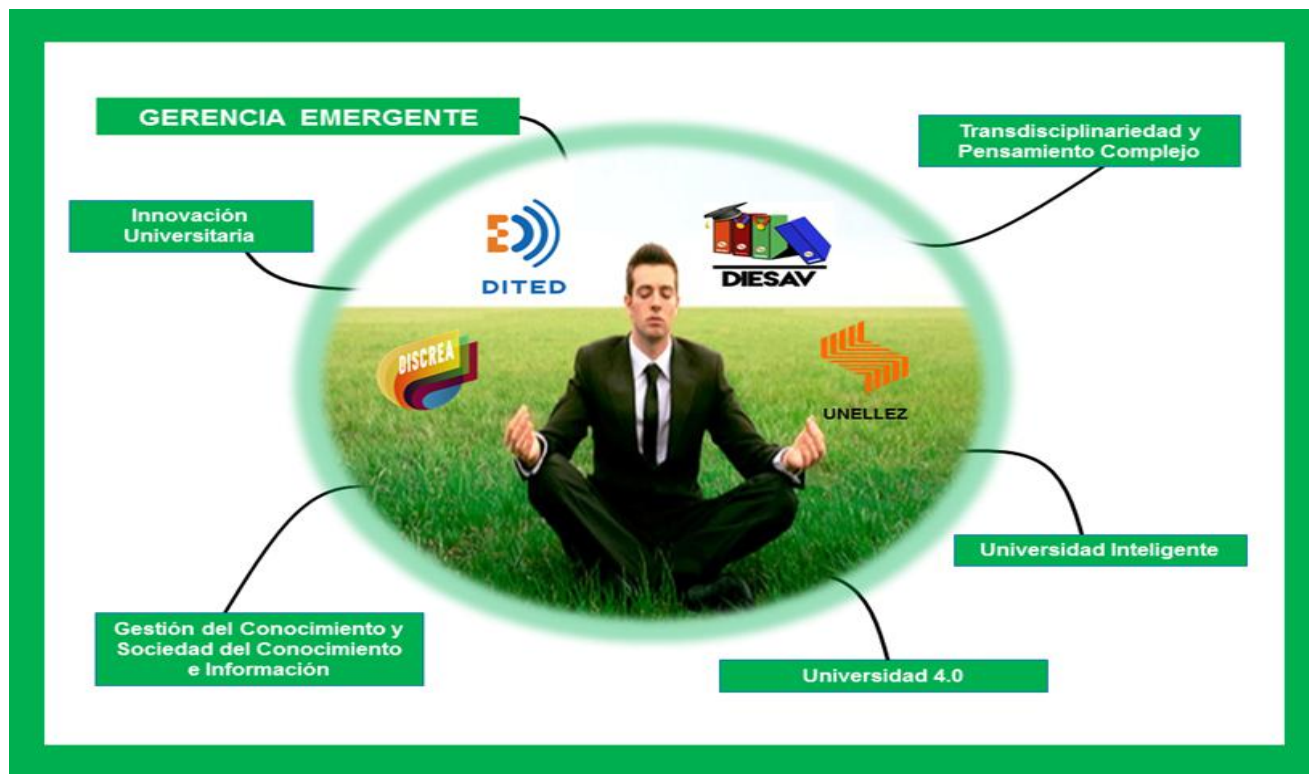 GERENCIA EMERGENTE
Transdisciplinariedad y
Pensamiento Complejo
Innovación
Universitaria
DITED
DIESAV
DISCREA
UNELLEZ
Universidad Inteligente
Gestión del Conocimiento y
Sociedad del Conocimiento
e Información
Universidad 4.0